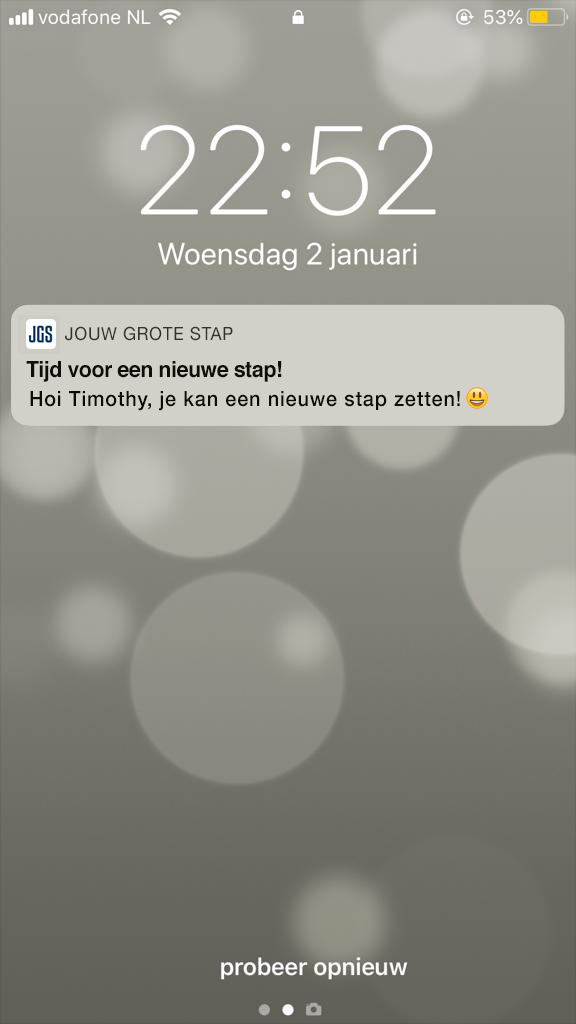 vodafone NL 53%
22:52
Woensdag 2 januari
JGS JOUW GROTE STAP
Tijd voor een nieuwe stap!
Hoi Timothy, je kan een nieuwe stap zetten! 😃
probeer opnieuw